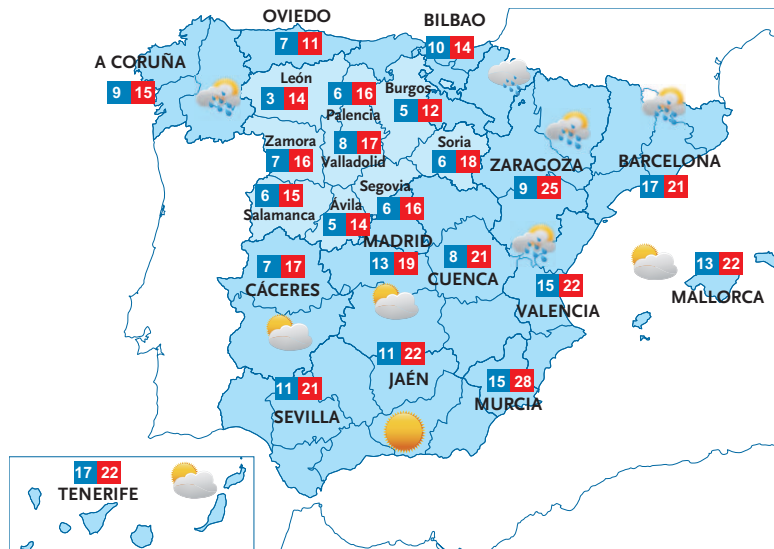 OVIEDO
7 11
BILBAO
10 14
A CORUÑA
9 15
León
3 14
6 16
Palencia
Burgos
5 12
Zamora
7 16
8 17
Valladolid
Soria
6 18
ZARAGOZA
9 25
BARCELONA
17 21
6 15
Salamanca
Ávila
5 14
Segovia
6 16
MADRID
13 19
8 21
CUENCA
7 17
CÁCERES
15 22
VALENCIA
13 22
MALLORCA
11 22
JAÉN
11 21
SEVILLA
15 28
MURCIA
17 22
TENERIFE